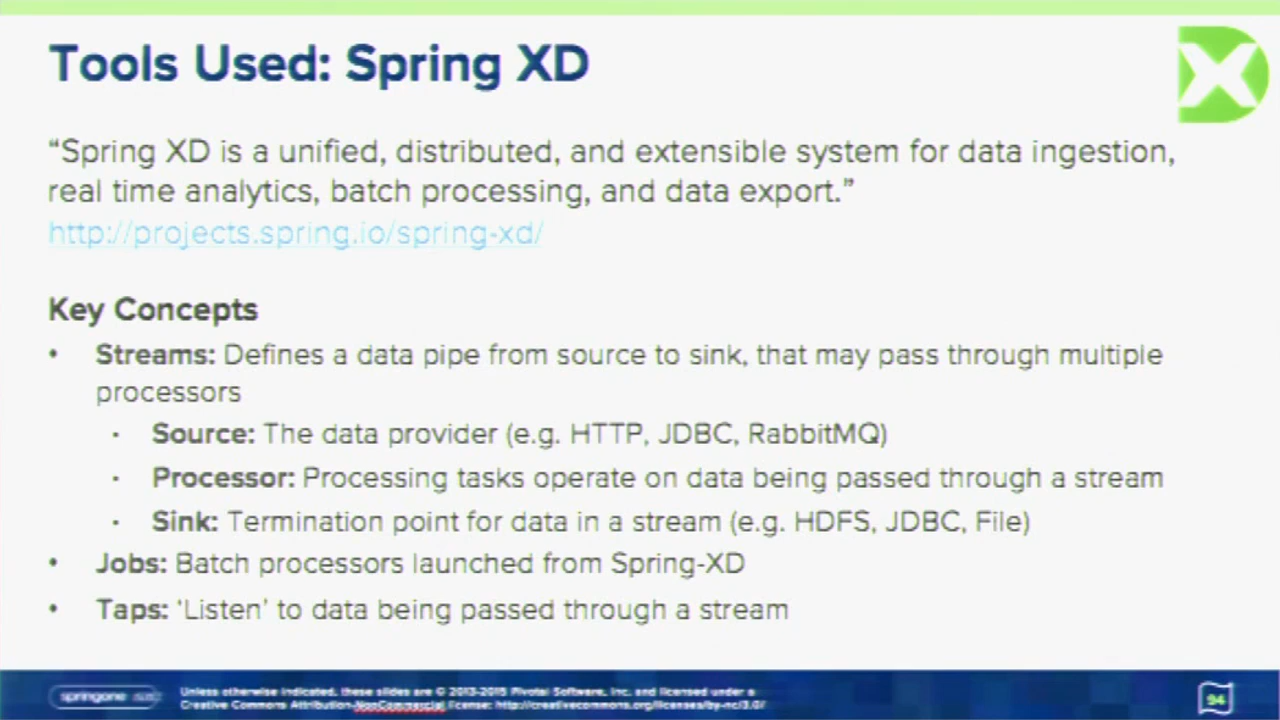 Tools Used: Spring XD
X
“Spring XD is a unified, distributed, and extensible system for data ingestion,
real time analytics, batch processing, and data export.”
http://projects.spring.io/spring-xd/
Key Concepts
• Streams: Defines a data pipe from source to sink, that may pass through multiple
processors
· Source: The data provider (e.g. HTTP, JDBC, RabbitMQ)
· Processor: Processing tasks operate on data being passed through a stream
· Sink: Termination point for data in a stream (e.g. HDFS, JDBC, File)
• Jobs: Batch processors launched from Spring-XD
• Taps: ‘Listen’ to data being passed through a stream
springone
Unless otherwise indicated, these slides are © 2013-2015 Pivotal Software, Inc. and licensed under a
Creative Commons Attribution-NonCommercial license: http://creativecommons.org/licenses/by-nc/3.0/
94